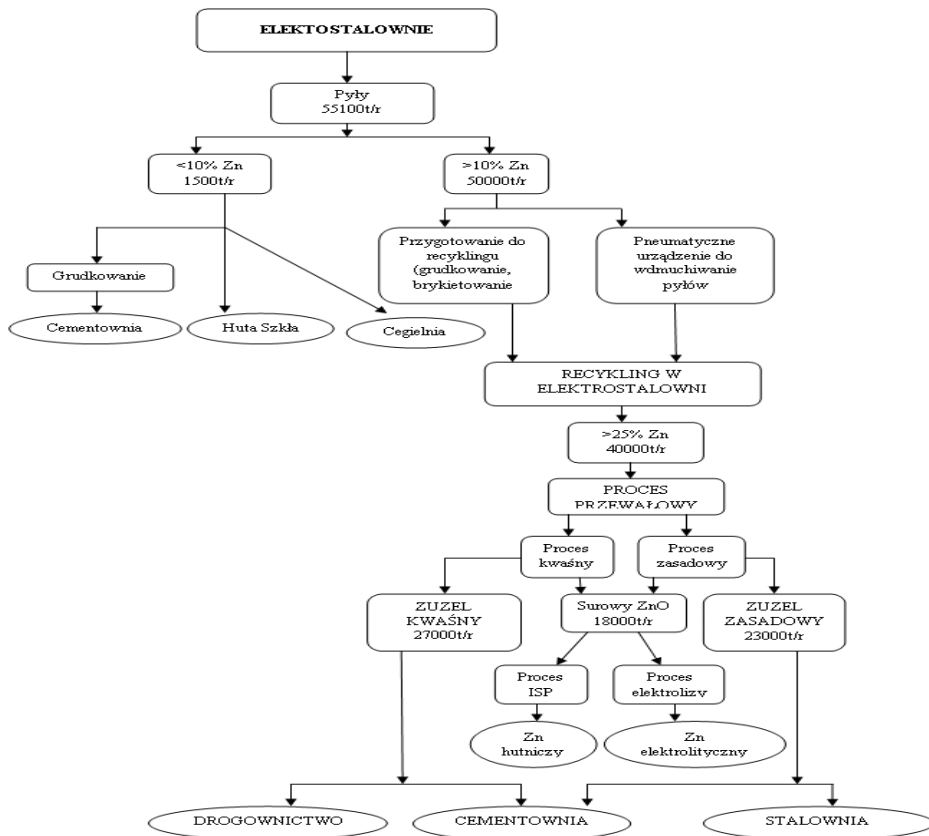 ELEKTOSTALOWNIE
Pyły
55100t/r
<10% Zn
1500t/r
>10% Zn
50000t/r
Przygotowanie do
recyklingu
(grudkowanie,
brykietowanie
Pneumatyczne
urządzenie do
wdmuchiwanie
pyłów
Grudkowanie
Cementownia
Huta Szkła
Cegielnia
RECYKLING W
ELEKTROSTALOWNI
>25% Zn
40000t/r
PROCES
PRZEWAŁOWY
Proces
kwaśny
Proces
zasadowy
ZUZEL
KWAŚNY
27000t/r
Surowy ZnO
18000t/r
ZUZEL
ZASADOWY
23000t/r
Proces
ISP
Proces
elektrolizy
Zn
hutniczy
Zn
elektrolityczny
DROGOWNICTWO
CEMENTOWNIA
STALOWNIA